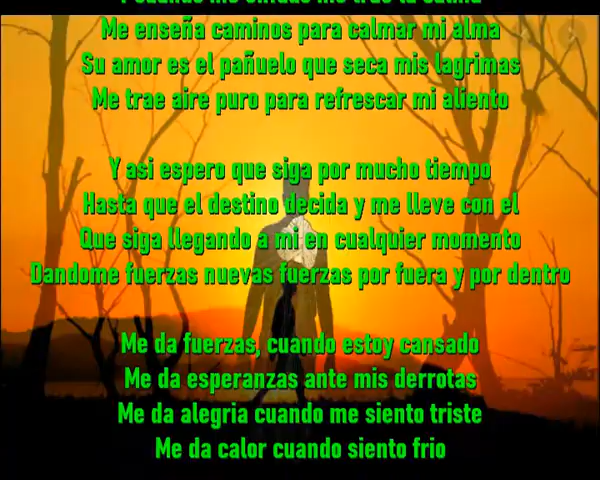 Me enseña caminos para calmar mi alma
Su amor es el pañuelo que seca mis lagrimas
Me trae aire puro para refrescar mi aliento
Y asi espero que siga por mucho tiempo
Hasta que el destino decida y me lleve con el
Que siga llegando a mi en cualquier momento
Dandome fuerzas nuevas fuerzas por fuera y por dentro
Me da fuerzas, cuando estoy cansado
Me da esperanzas ante mis derrotas
Me da alegria cuando me siento triste
Me da calor cuando siento frio